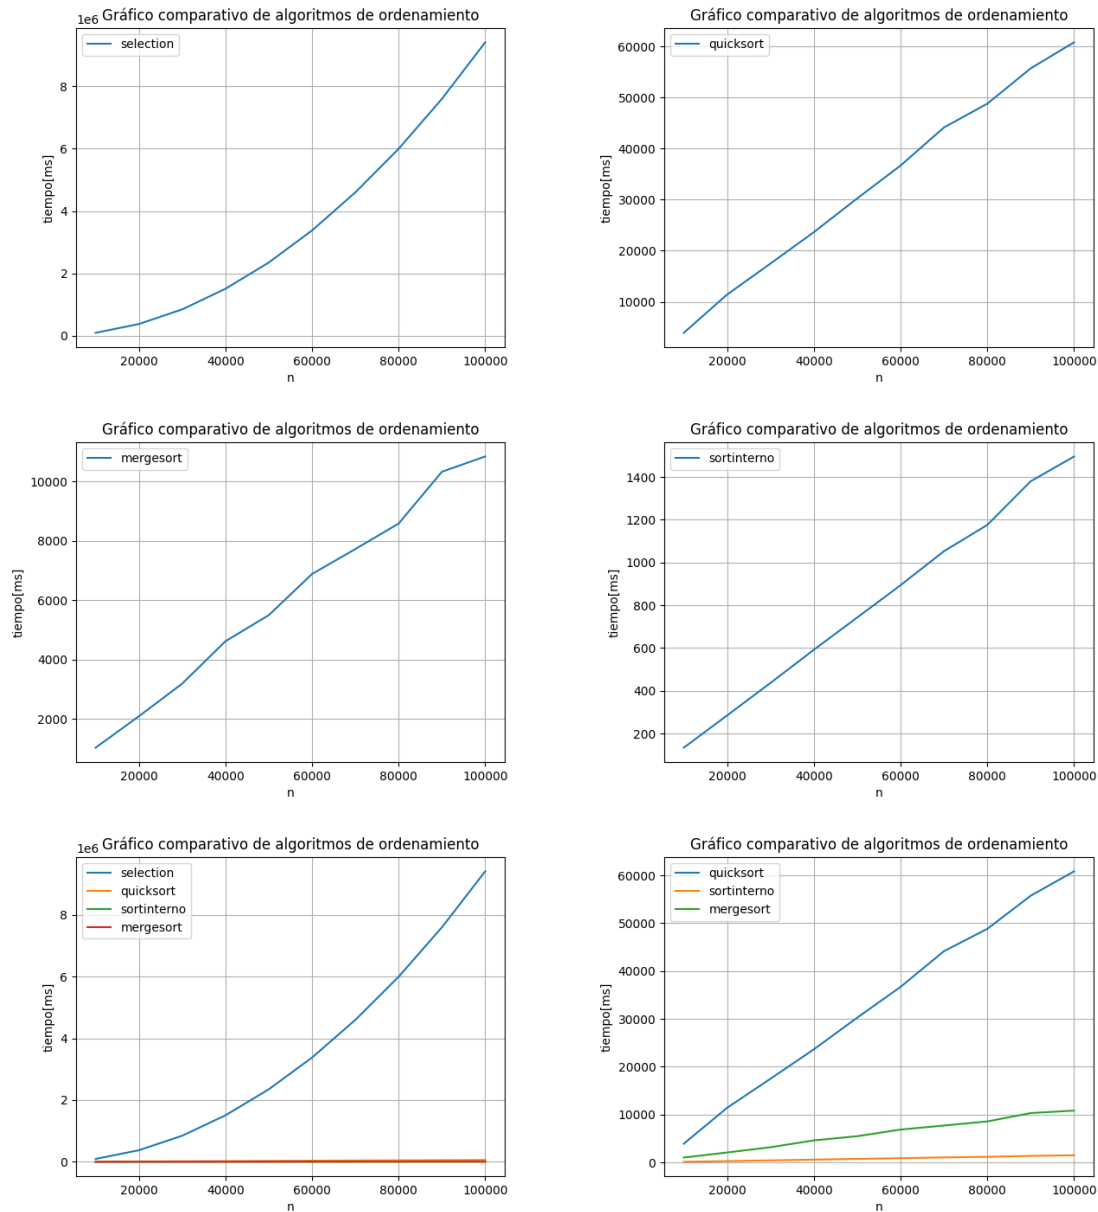 Gráfico comparativo de algoritmos de ordenamiento
1e6
selection
8
6
4
2
0
tiempo[ms]
20000 40000 60000 80000 100000
n
Gráfico comparativo de algoritmos de ordenamiento
quicksort
60000
50000
40000
30000
20000
10000
tiempo[ms]
20000 40000 60000 80000 100000
n
Gráfico comparativo de algoritmos de ordenamiento
mergesort
10000
8000
6000
4000
2000
tiempo[ms]
20000 40000 60000 80000 100000
n
Gráfico comparativo de algoritmos de ordenamiento
sortinterno
1400
1200
1000
800
600
400
200
tiempo[ms]
20000 40000 60000 80000 100000
n
Gráfico comparativo de algoritmos de ordenamiento
1e6
selection
quicksort
sortinterno
mergesort
8
6
4
2
0
tiempo[ms]
20000 40000 60000 80000 100000
n
Gráfico comparativo de algoritmos de ordenamiento
quicksort
sortinterno
mergesort
60000
50000
40000
30000
20000
10000
0
tiempo[ms]
20000 40000 60000 80000 100000
n